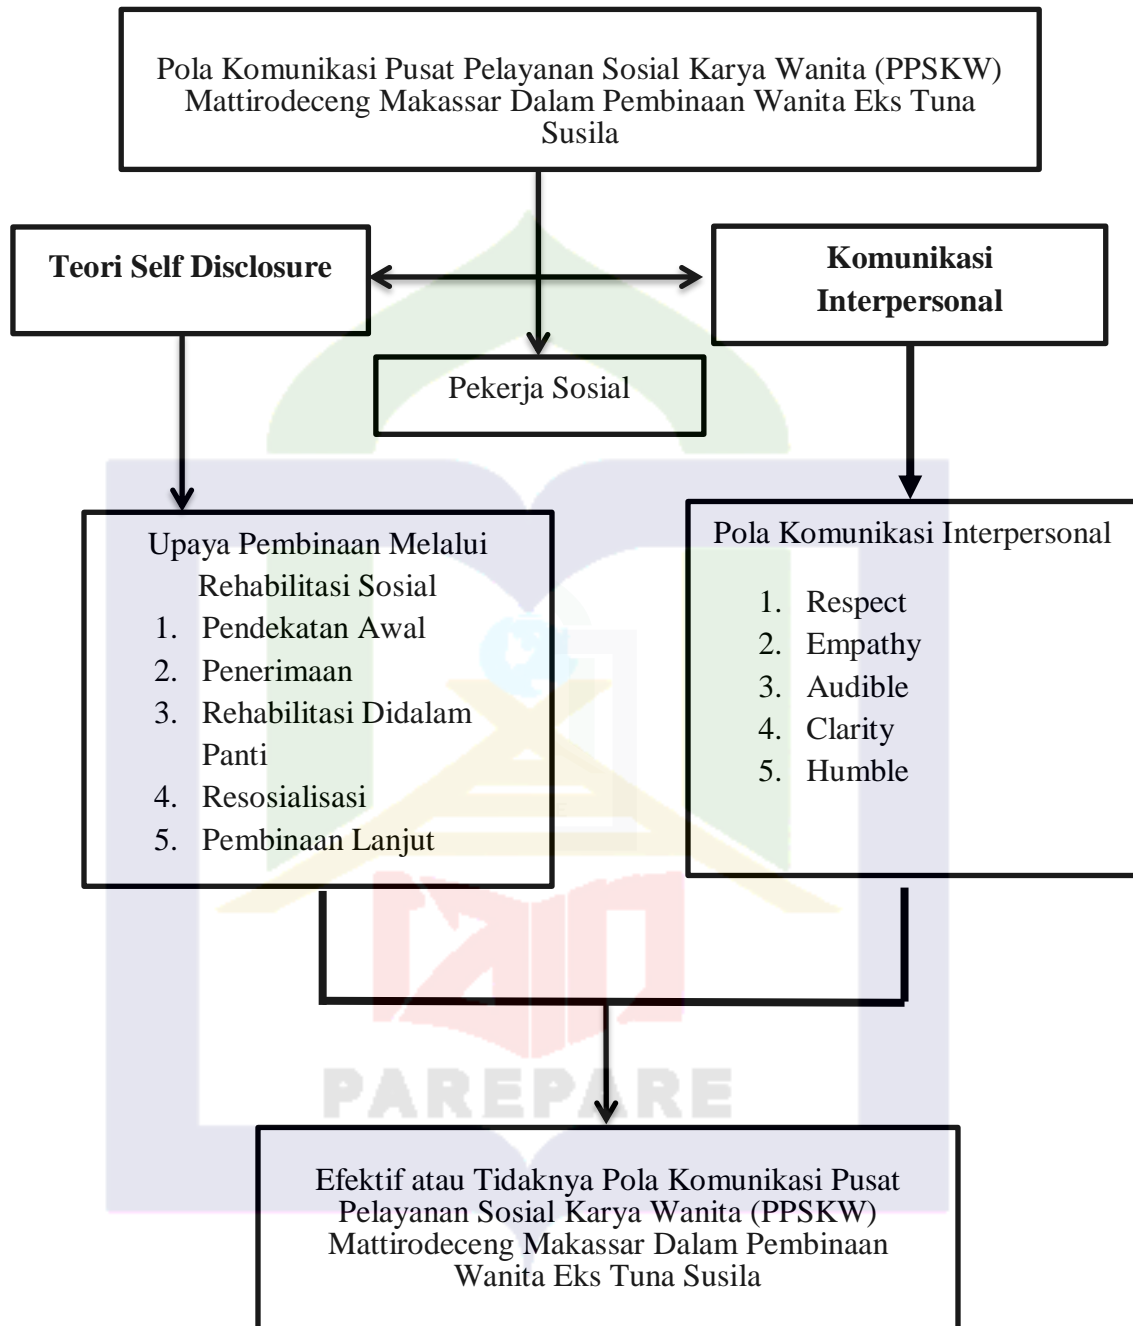 Pola Komunikasi Pusat Pelayanan Sosial Karya Wanita (PPSKW)
Mattirodeceng Makassar Dalam Pembinaan Wanita Eks Tuna
Susila
Teori Self Disclosure
Komunikasi
Interpersonal
Pekerja Sosial
Upaya Pembinaan Melalui
Rehabilitasi Sosial
1. Pendekatan Awal
2. Penerimaan
3. Rehabilitasi Didalam
Panti
4. Resosialisasi
5. Pembinaan Lanjut
Pola Komunikasi Interpersonal
1. Respect
2. Empathy
3. Audible
4. Clarity
5. Humble
PAREPARE
Efektif atau Tidaknya Pola Komunikasi Pusat
Pelayanan Sosial Karya Wanita (PPSKW)
Mattirodeceng Makassar Dalam Pembinaan
Wanita Eks Tuna Susila